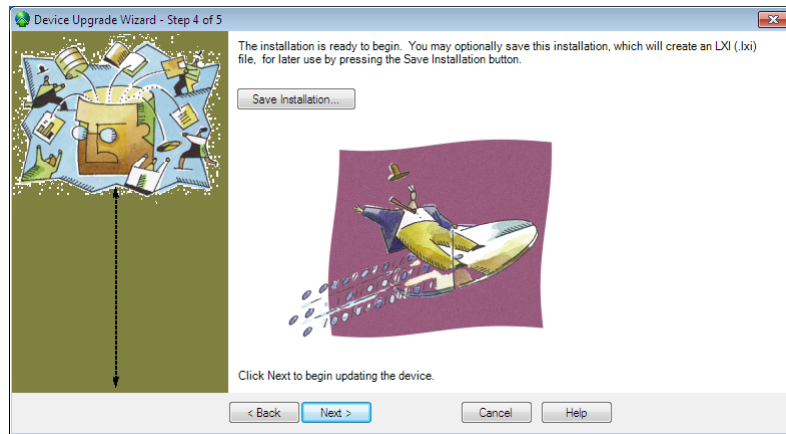 Device Upgrade Wizard - Step 4 of 5
The installation is ready to begin. You may optionally save this installation, which will create an LXI (.lxi)
file, for later use by pressing the Save Installation button.
Save Installation...
Click Next to begin updating the device.
< Back
Next >
Cancel
Help